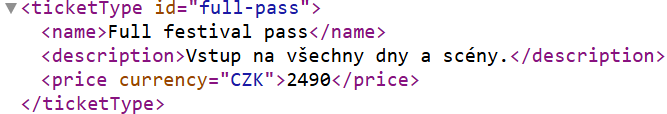 <ticketType id="full-pass">
<name>Full festival pass</name>
<description>Vstup na všechny dny a scény.</description>
<price currency="CZK">2490</price>
</ticketType>